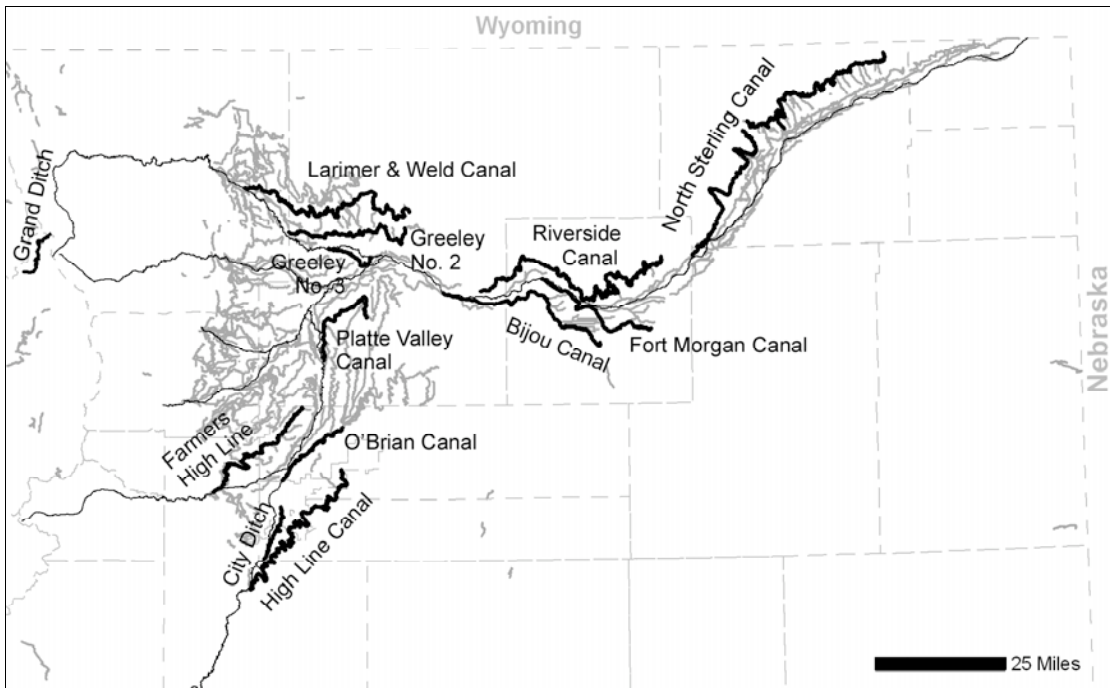 Wyoming
North Sterling Canal
Grand Ditch
Larimer & Weld Canal
Greeley
No. 2
Greeley
No. 3
Riverside
Canal
Platte Valley
Canal
Bijou Canal
Fort Morgan Canal
Nebraska
Farmers
High Line
O'Brian Canal
City Ditch
High Line Canal
25 Miles